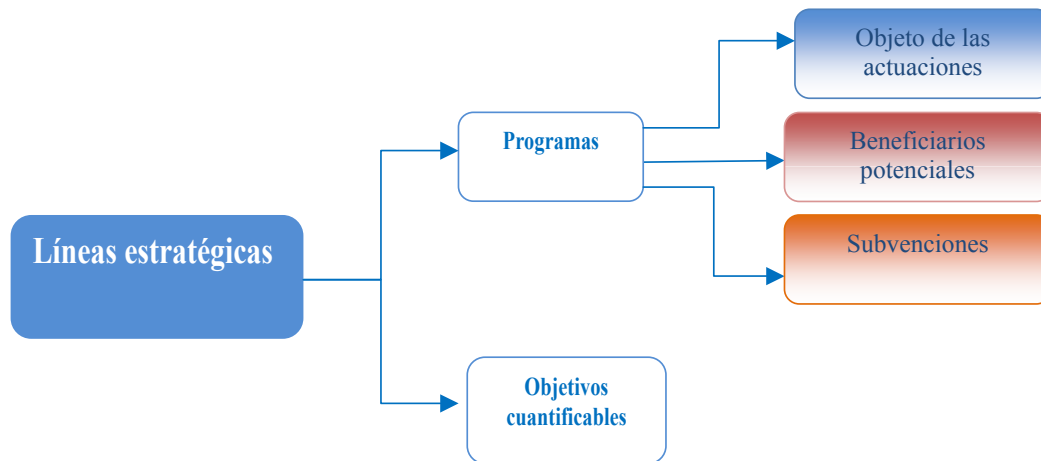 Líneas estratégicas
Programas
Objetivos
cuantificables
Objeto de las
actuaciones
Beneficiarios
potenciales
Subvenciones